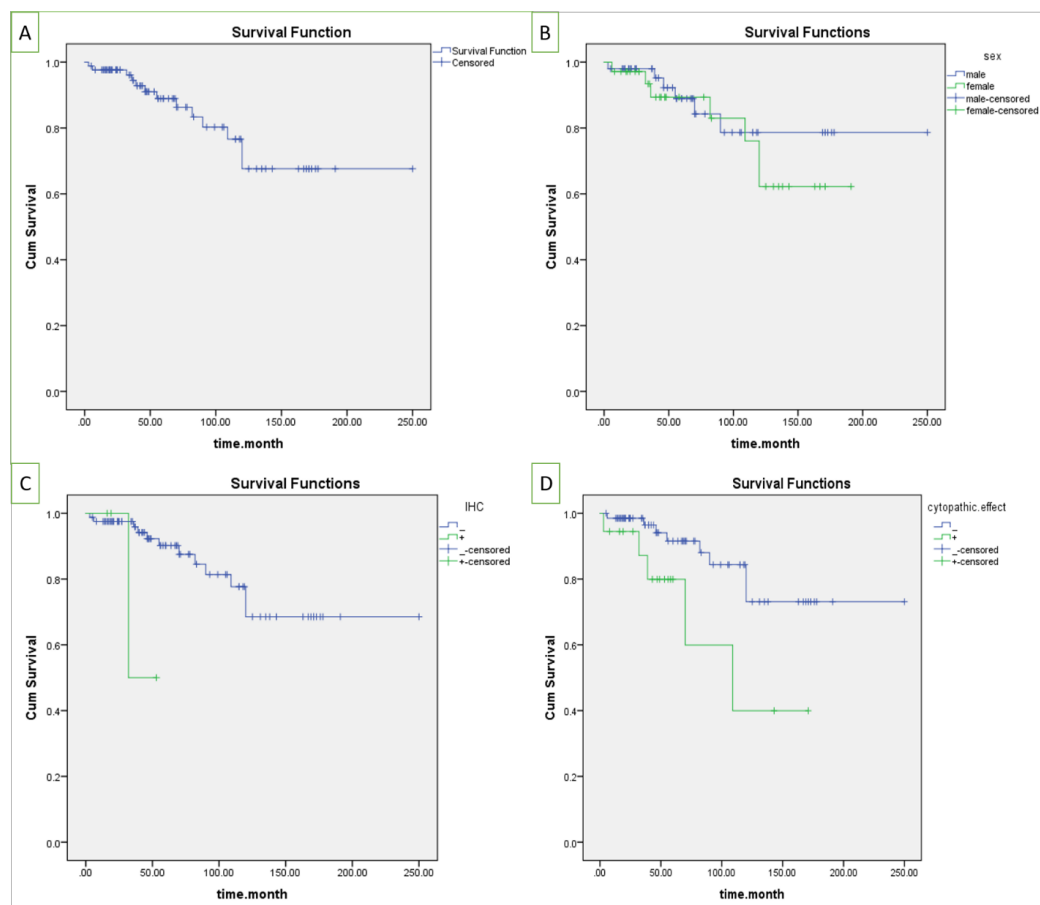 A
Survival Function
Survival Function
Censored
1.0
0.8
0.6
0.4
0.2
0.0
Cum Survival
.00 50.00 100.00 150.00 200.00 250.00
time.month
B
Survival Functions
sex
male
female
male-censored
female-censored
1.0
0.8
0.6
0.4
0.2
0.0
Cum Survival
.00 50.00 100.00 150.00 200.00 250.00
time.month
C
Survival Functions
IHC
_
+
_-censored
+-censored
1.0
0.8
0.6
0.4
0.2
0.0
Cum Survival
.00 50.00 100.00 150.00 200.00 250.00
time.month
D
Survival Functions
cytopathic.effect
_
+
_-censored
+-censored
1.0
0.8
0.6
0.4
0.2
0.0
Cum Survival
.00 50.00 100.00 150.00 200.00 250.00
time.month